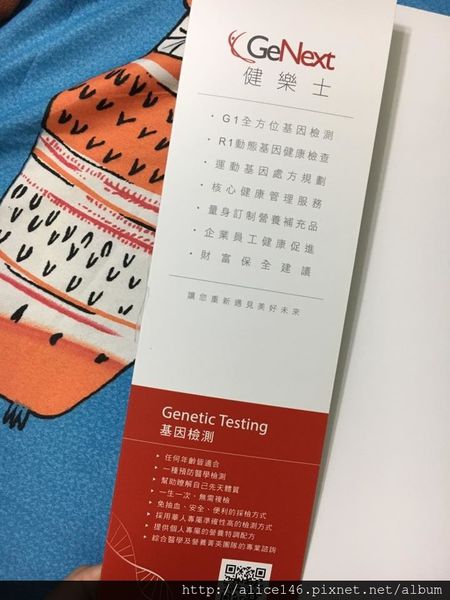 GeNext
健樂士
· G1全方位基因檢測
· R1動態基因健康檢查
· 運動基因處方規劃
· 核心健康管理服務
· 量身訂制營養補充品
· 企業員工健康促進
· 財富保全建議
讓您重新遇見美好未來
Genetic Testing
基因檢測
▸ 任何年齡皆適合
▸ 一種預防醫學檢測
▸ 幫助瞭解自己先天體質
▸ 一生一次、無需複檢
▸ 免抽血、安全、便利的採檢方式
▸ 採用華人專屬準確性高的檢測方式
▸ 提供個人專屬的營養特調配方
▸ 綜合醫學及營養菁英團隊的專業諮詢
http://alice146.pixnet.net/album